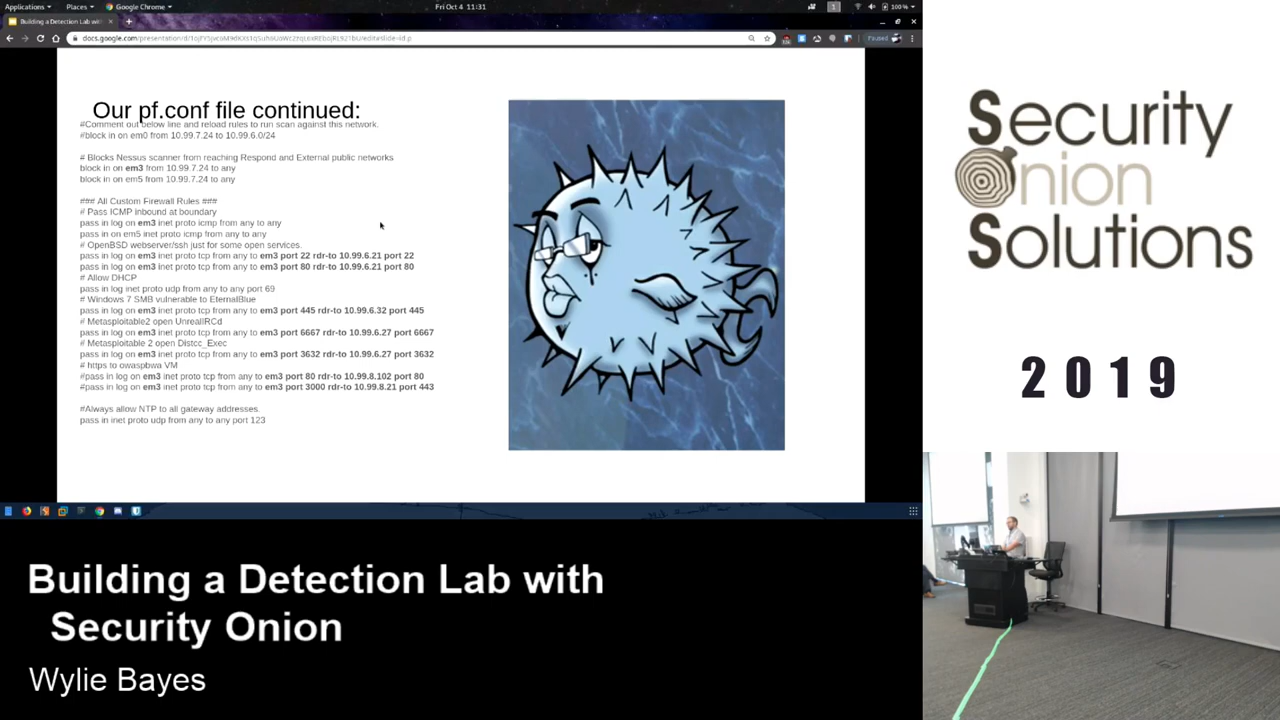 Applications
Places
Google Chrome
Fri Oct 4 11:31
1
100 %
Building a Detection Lab with
Paused
Our pf.conf file continued:
#Comment out below line and reload rules to run scan against this network.
#block in on em0 from 10.99.7.24 to 10.99.6.0/24
# Blocks Nessus scanner from reaching Respond and External public networks
block in on em3 from 10.99.7.24 to any
block in on em5 from 10.99.7.24 to any
### All Custom Firewall Rules ###
# Pass ICMP inbound at boundary
pass in log on em3 inet proto icmp from any to any
pass in on em5 inet proto icmp from any to any
# OpenBSD webserver/ssh just for some open services.
pass in log on em3 inet proto tcp from any to em3 port 22 rdr-to 10.99.6.21 port 22
pass in log on em3 inet proto tcp from any to em3 port 80 rdr-to 10.99.6.21 port 80
# Allow DHCP
pass in log inet proto udp from any to any port 69
# Windows 7 SMB vulnerable to EternalBlue
pass in log on em3 inet proto tcp from any to em3 port 445 rdr-to 10.99.6.32 port 445
# Metasploitable2 open UnrealIRCd
pass in log on em3 inet proto tcp from any to em3 port 6667 rdr-to 10.99.6.27 port 6667
# Metasploitable 2 open Distcc_Exec
pass in log on em3 inet proto tcp from any to em3 port 3632 rdr-to 10.99.6.27 port 3632
# https to owaspbwa VM
#pass in log on em3 inet proto tcp from any to em3 port 80 rdr-to 10.99.8.102 port 80
#pass in log on em3 inet proto tcp from any to em3 port 3000 rdr-to 10.99.8.21 port 443
#Always allow NTP to all gateway addresses.
pass in inet proto udp from any to any port 123
Security
Onion
Solutions
2019
Building a Detection Lab with
Security Onion
Wylie Bayes